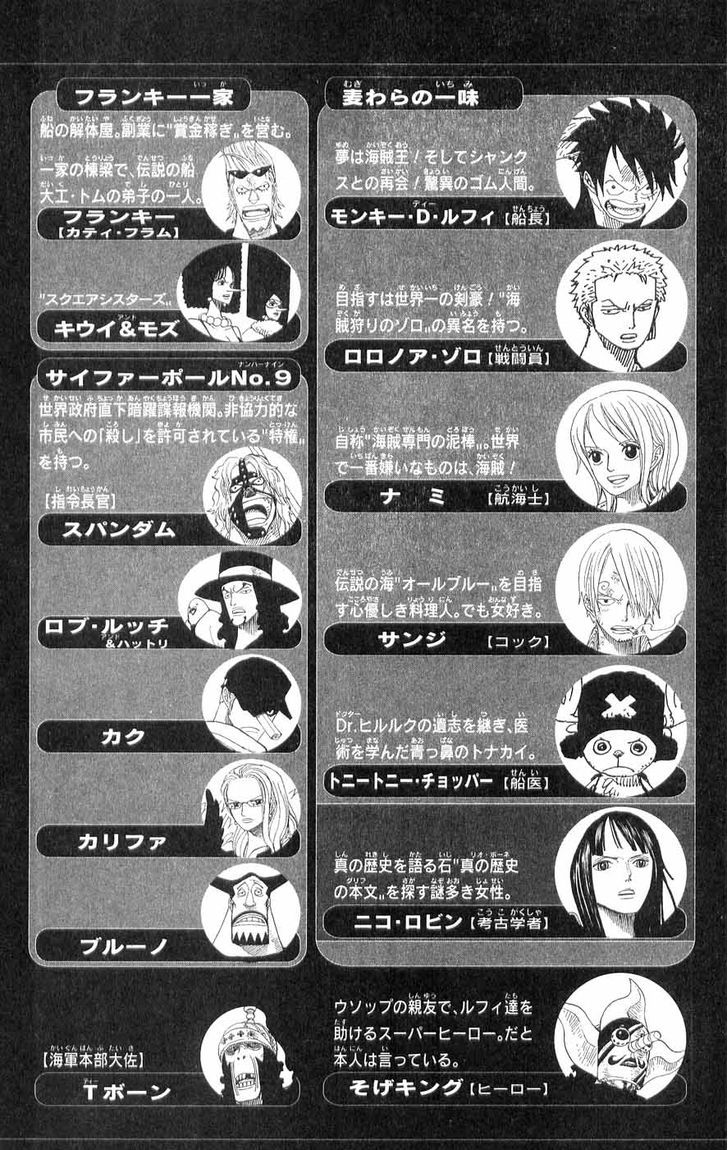 麦わらの一味
夢は海賊王！そしてシャンク
スとの再会！驚異のゴム人間。
モンキー・D・ルフィ【船長】
目指すは世界一の剣豪！"海
賊狩りのゾロ"の異名を持つ。
ロロノア・ゾロ【戦闘員】
自称"海賊専門の泥棒"。世界
で一番嫌いなものは、海賊！
ナミ【航海士】
伝説の海"オールブルー"を目指
す心優しき料理人。でも女好き。
サンジ【コック】
Dr.ヒルルクの遺志を継ぎ、医
術を学んだ青っ鼻のトナカイ。
トニートニー・チョッパー【船医】
真の歴史を語る石"真の歴史
の本文"を探す謎多き女性。
ニコ・ロビン【考古学者】
ウソップの親友で、ルフィ達を
助けるスーパーヒーロー。だと
本人は言っている。
そげキング【ヒーロー】
フランキー一家
船の解体屋。副業に"賞金稼ぎ"を営む。
一家の棟梁で、伝説の船
大工・トムの弟子の一人。
フランキー
【カティ・フラム】
"スクエアシスターズ"
キウイ&モズ
サイファーポールNo.9
世界政府直下暗躍諜報機関。非協力的な
市民への「殺し」を許可されている"特権"
を持つ。
【指令長官】
スパンダム
ロブ・ルッチ
&ハットリ
カク
カリファ
ブルーノ
【海軍本部大佐】
Tボーン